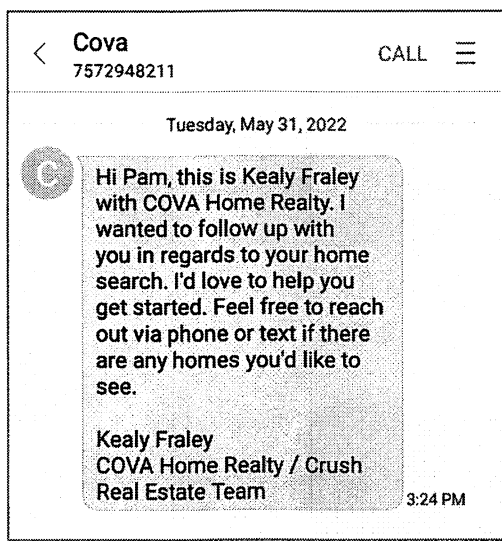 Cova
7572948211
CALL
Tuesday, May 31, 2022
C
Hi Pam, this is Kealy Fraley
with COVA Home Realty. I
wanted to follow up with
you in regards to your home
search. I'd love to help you
get started. Feel free to reach
out via phone or text if there
are any homes you'd like to
see.
Kealy Fraley
COVA Home Realty / Crush
Real Estate Team
3:24 PM